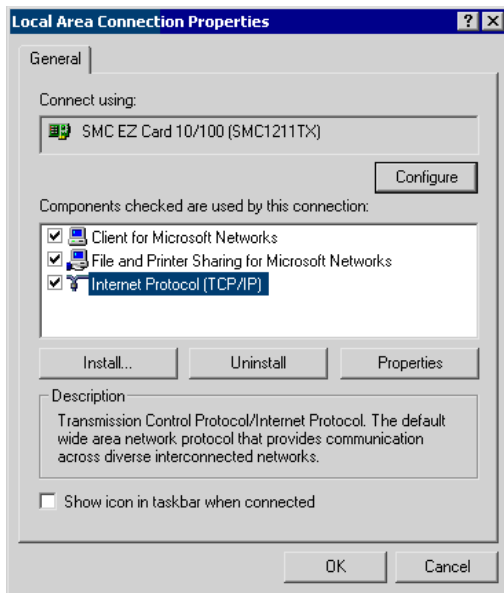 Local Area Connection Properties
General
Connect using:
SMC EZ Card 10/100 (SMC1211TX)
Configure
Components checked are used by this connection:
Client for Microsoft Networks
File and Printer Sharing for Microsoft Networks
Internet Protocol (TCP/IP)
Install... Uninstall Properties
Description
Transmission Control Protocol/Internet Protocol. The default
wide area network protocol that provides communication
across diverse interconnected networks.
Show icon in taskbar when connected
OK Cancel